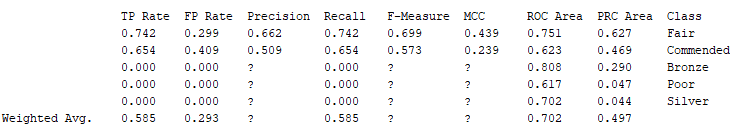 TP Rate FP Rate Precision Recall F-Measure MCC ROC Area PRC Area Class
0.742 0.299 0.662 0.742 0.699 0.439 0.751 0.627 Fair
0.654 0.409 0.509 0.654 0.573 0.239 0.623 0.469 Commended
0.000 0.000 ? 0.000 ? ? 0.808 0.290 Bronze
0.000 0.000 ? 0.000 ? ? 0.617 0.047 Poor
0.000 0.000 ? 0.000 ? ? 0.702 0.044 Silver
Weighted Avg. 0.585 0.293 ? 0.585 ? ? 0.702 0.497